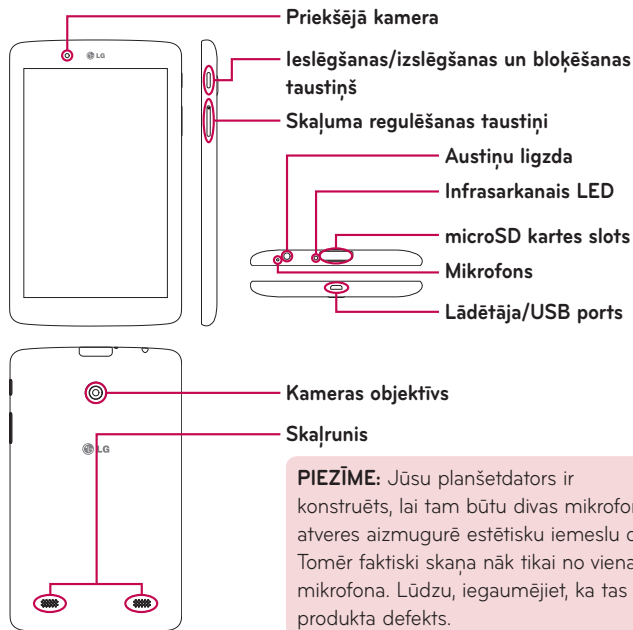 Priekšējā kamera
LG
Ieslēgšanas/izslēgšanas un bloķēšanas
taustiņš
Skaļuma regulēšanas taustiņi
Austiņu ligzda
Infrasarkanais LED
microSD kartes slots
Mikrofons
Lādētāja/USB ports
Kameras objektīvs
Skaļrunis
LG
PIEZĪME: Jūsu planšetdators ir
konstruēts, lai tam būtu divas
atveres aizmugurē estētisku iemeslu
Tomēr faktiski skaņa nāk tikai no
mikrofona. Lūdzu, iegaumējiet, ka tas
produkta defekts.